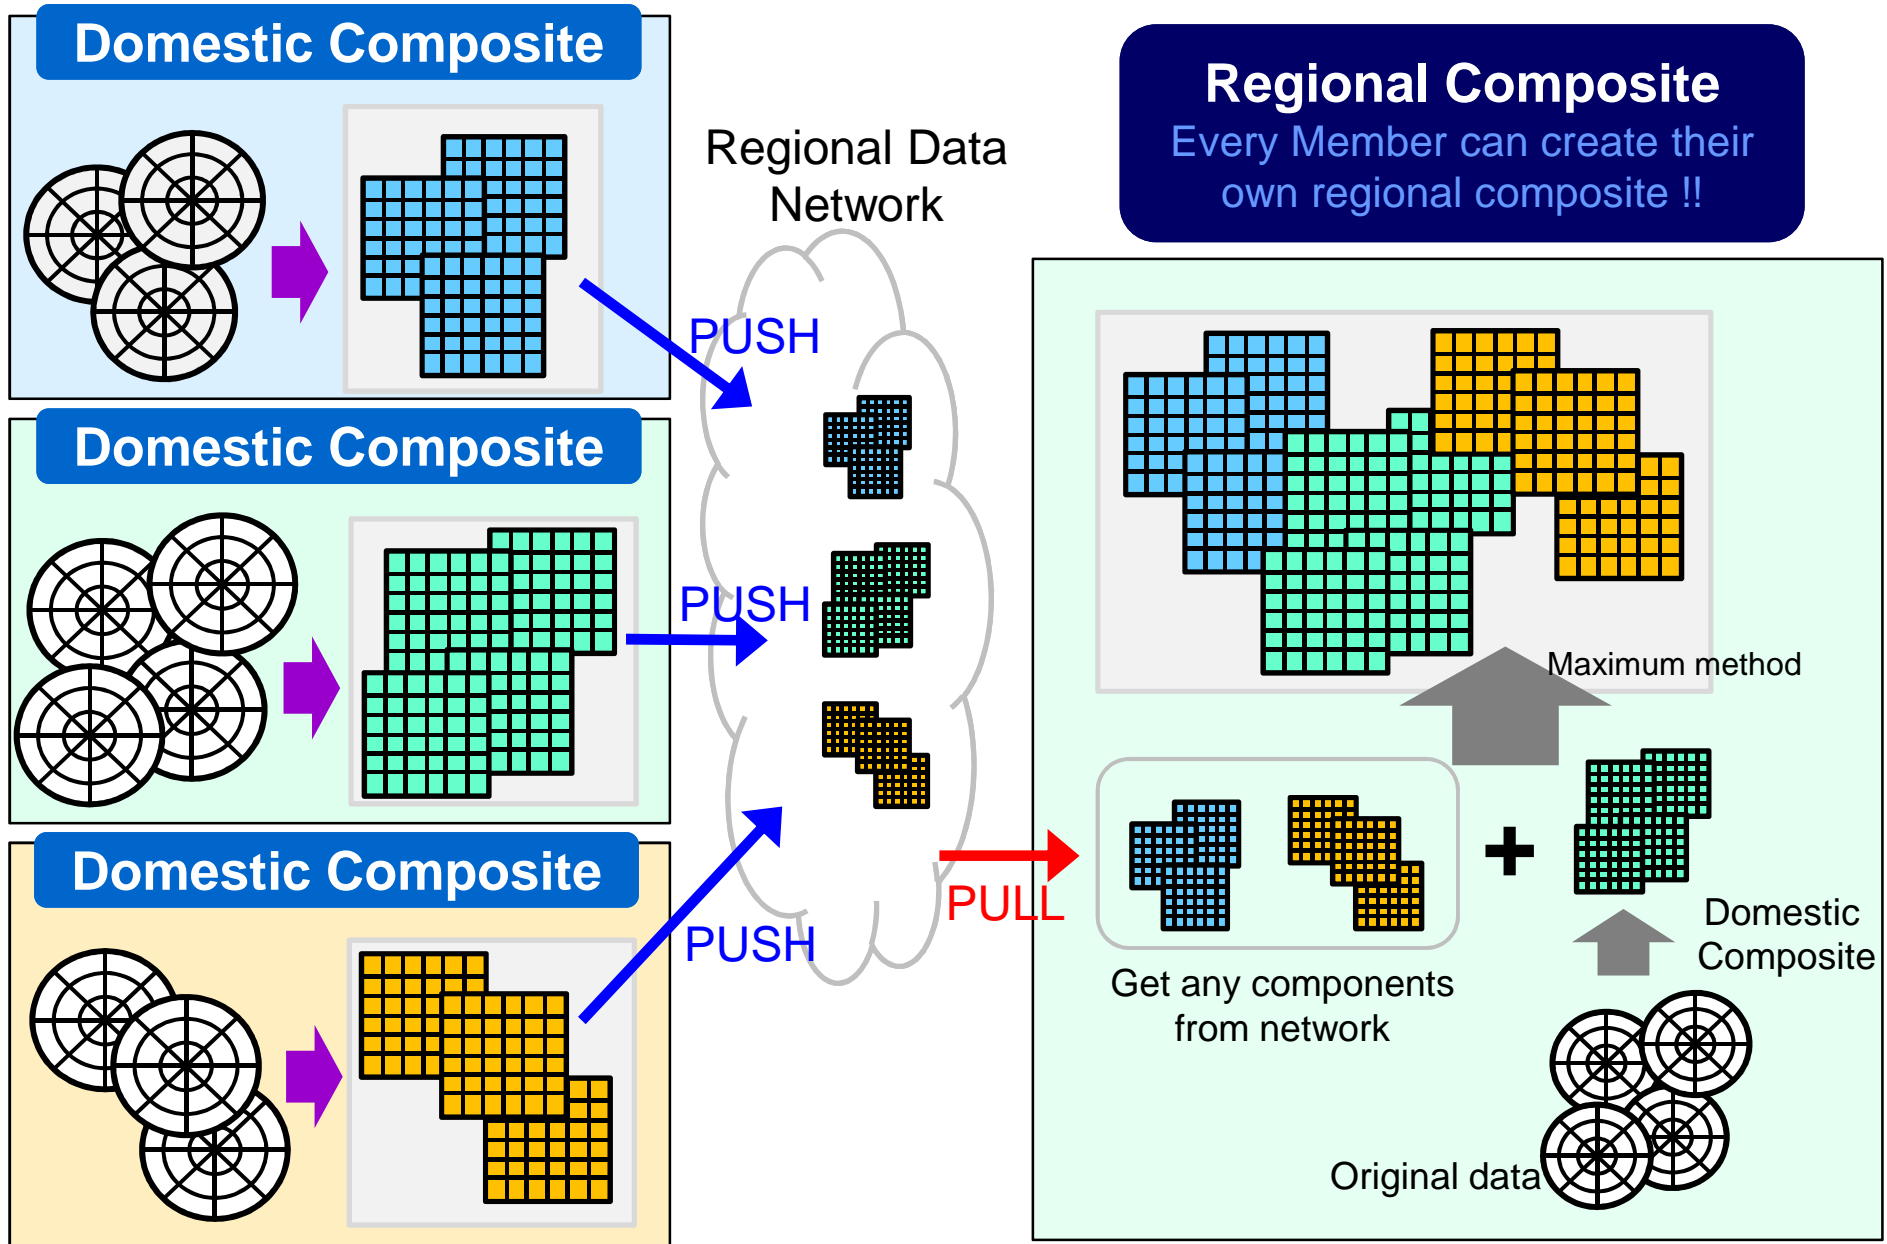 Domestic Composite
Domestic Composite
Domestic Composite
Regional Data
Network
PUSH
PUSH
PUSH
PULL
Regional Composite
Every Member can create their
own regional composite !!
Maximum method
Get any components
from network
Domestic
Composite
Original data